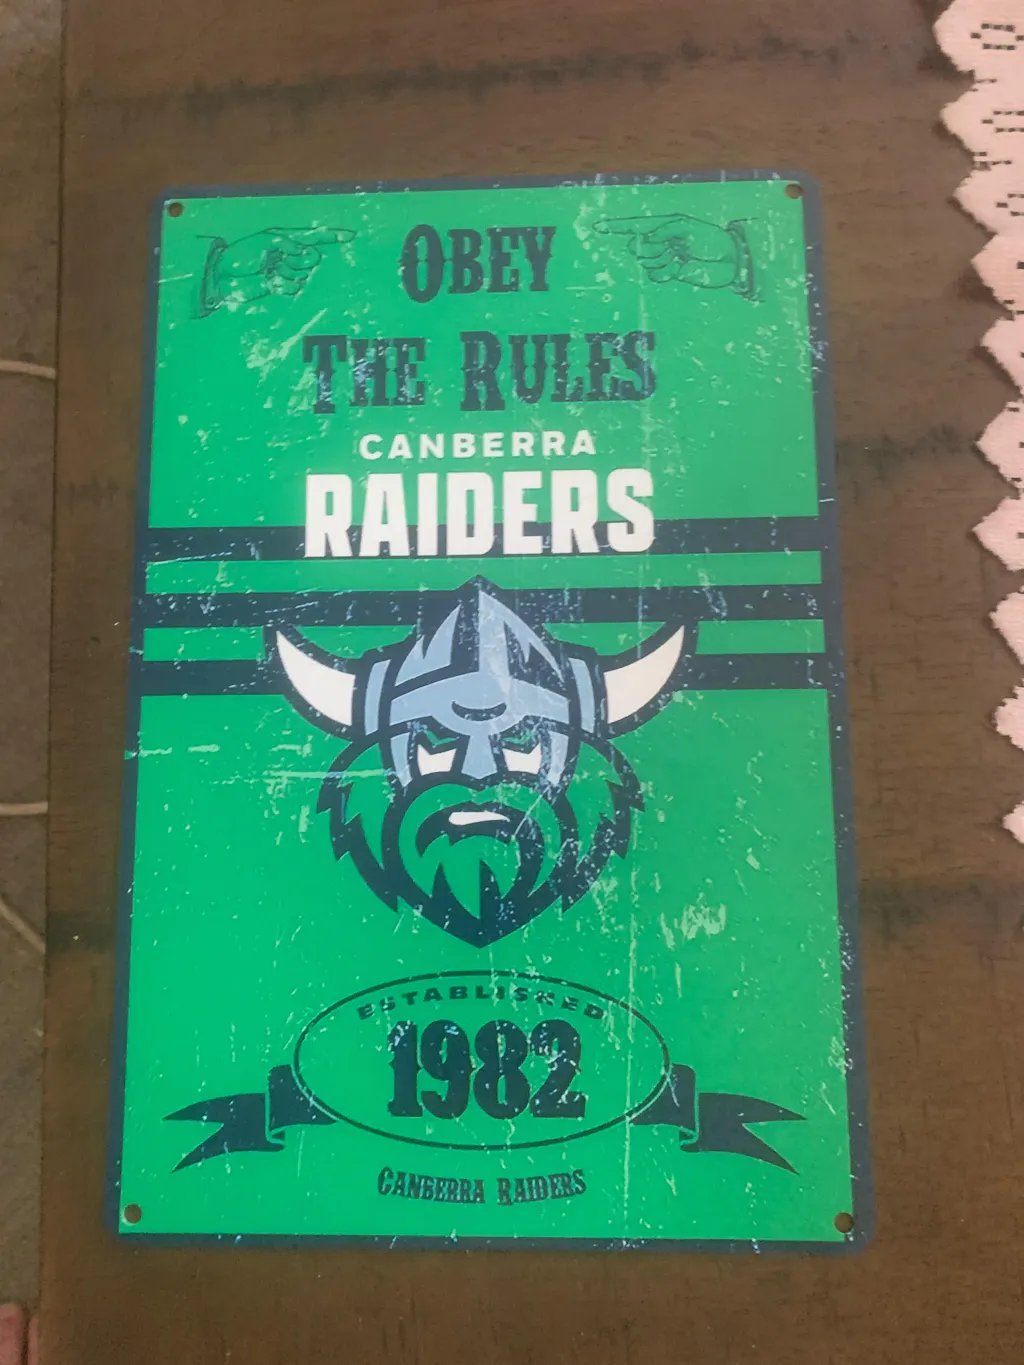 OBEY
THE RULES
CANBERRA
RAIDERS
ESTABLISHED
1982
CANBERRA RAIDERS